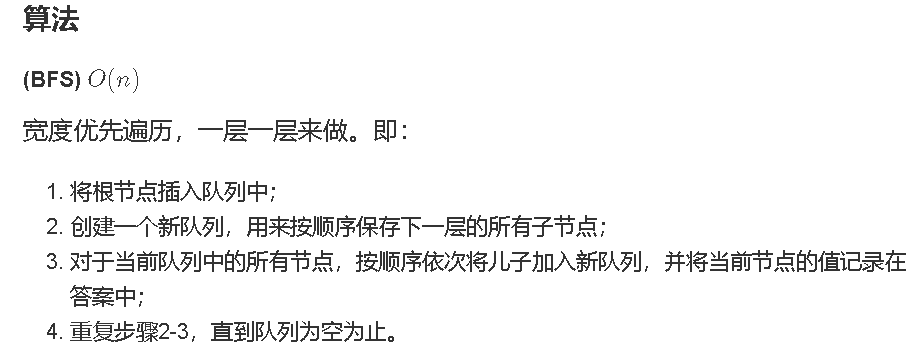 算法
(BFS) O(n)
宽度优先遍历，一层一层来做。即：
1. 将根节点插入队列中；
2. 创建一个新队列，用来按顺序保存下一层的所有子节点；
3. 对于当前队列中的所有节点，按顺序依次将儿子加入新队列，并将当前节点的值记录在
答案中；
4. 重复步骤2-3，直到队列为空为止。